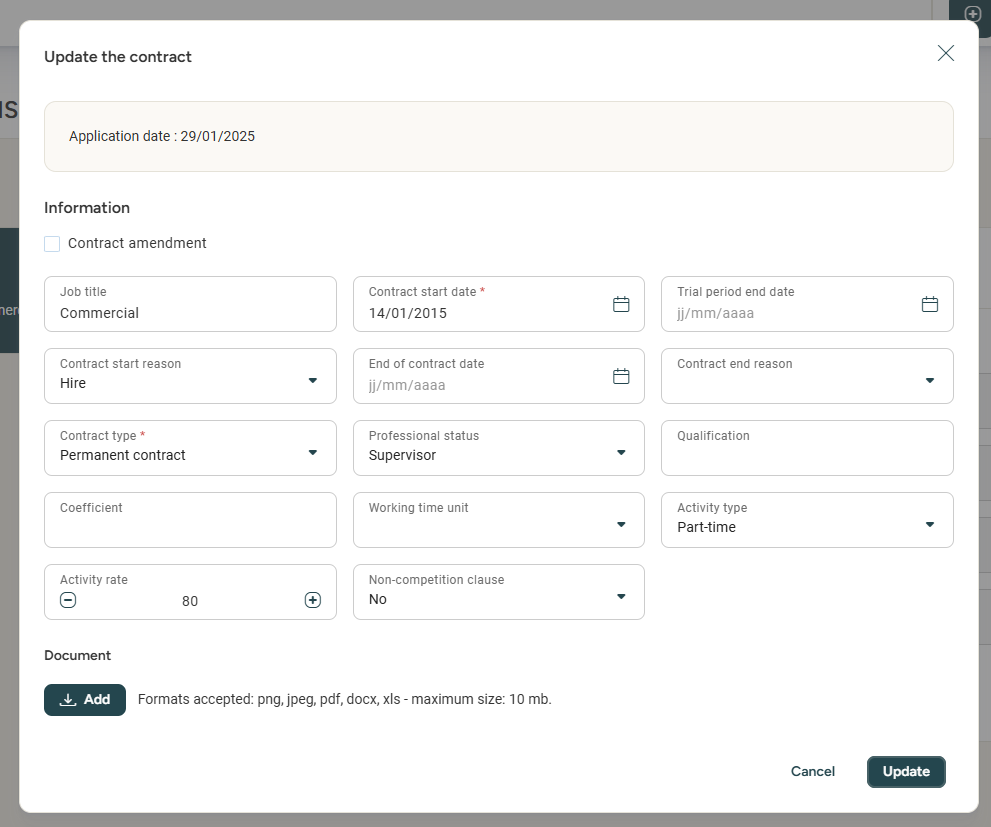 Update the contract
Application date : 29/01/2025
Information
Contract amendment
Job title
Commercial
Contract start date *
14/01/2015
Trial period end date
jj/mm/aaaa
Contract start reason
Hire
End of contract date
jj/mm/aaaa
Contract end reason
Contract type *
Permanent contract
Professional status
Supervisor
Qualification
Coefficient
Working time unit
Activity type
Part-time
Activity rate
80
Non-competition clause
No
Document
Add
Formats accepted: png, jpeg, pdf, docx, xls - maximum size: 10 mb.
Cancel
Update